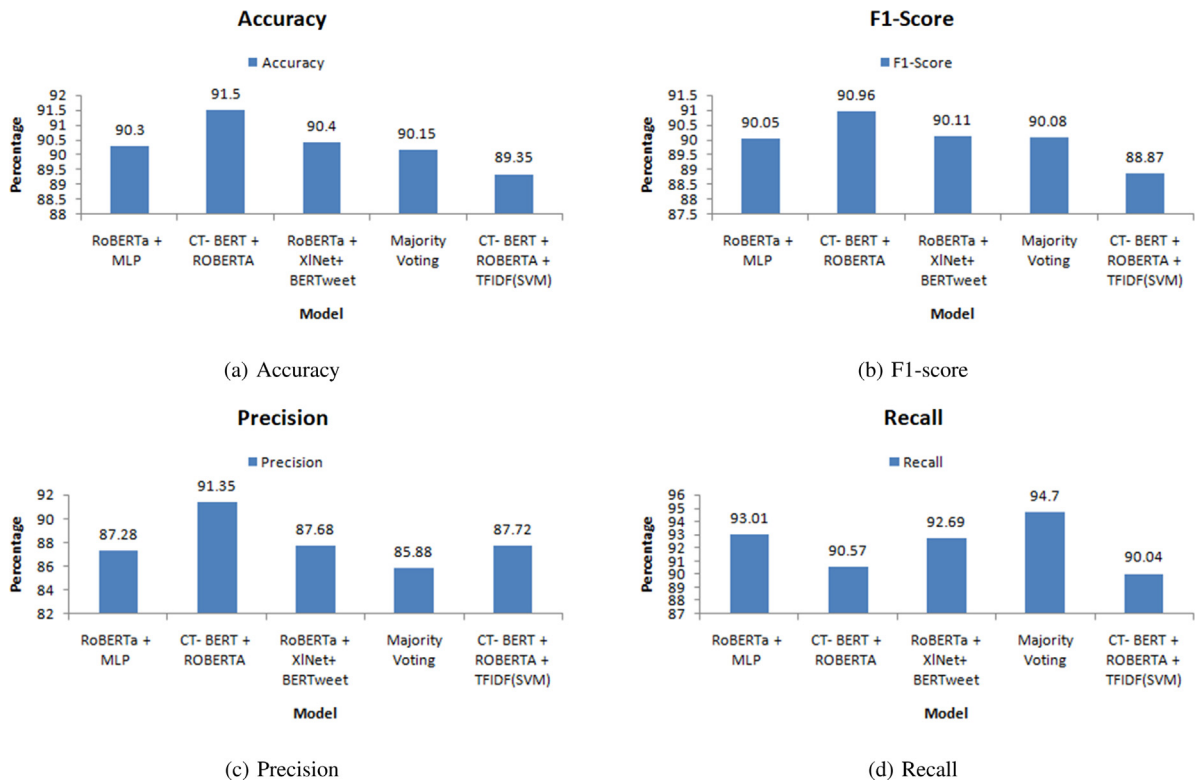 Accuracy
Accuracy
Percentage
92
91.5
91
90.5
90
89.5
89
88.5
88
90.3
91.5
90.4
90.15
89.35
RoBERTa +
MLP
CT- BERT +
ROBERTA
RoBERTa +
XlNet+
BERTweet
Majority
Voting
CT- BERT +
ROBERTA +
TFIDF(SVM)
Model
(a) Accuracy
F1-Score
F1-Score
Percentage
91.5
91
90.5
90
89.5
89
88.5
88
87.5
90.05
90.96
90.11
90.08
88.87
RoBERTa +
MLP
CT- BERT +
ROBERTA
RoBERTa +
XlNet+
BERTweet
Majority
Voting
CT- BERT +
ROBERTA +
TFIDF(SVM)
Model
(b) F1-score
Precision
Precision
Percentage
92
90
88
86
84
82
87.28
91.35
87.68
85.88
87.72
RoBERTa +
MLP
CT- BERT +
ROBERTA
RoBERTa +
XlNet+
BERTweet
Majority
Voting
CT- BERT +
ROBERTA +
TFIDF(SVM)
Model
(c) Precision
Recall
Recall
Percentage
96
95
94
93
92
91
90
89
88
87
93.01
90.57
92.69
94.7
90.04
RoBERTa +
MLP
CT- BERT +
ROBERTA
RoBERTa +
XlNet+
BERTweet
Majority
Voting
CT- BERT +
ROBERTA +
TFIDF(SVM)
Model
(d) Recall